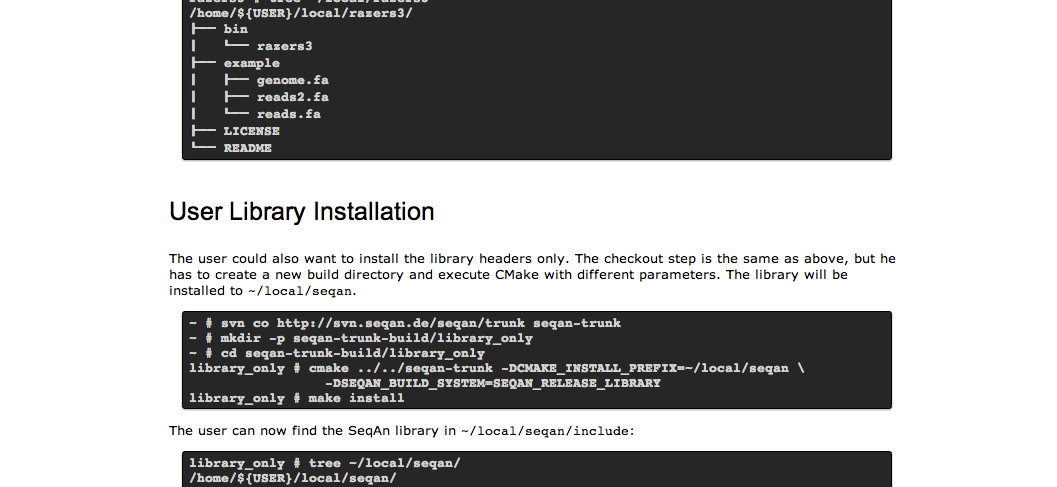 /home/${USER}/local/razers3/
├── bin
│   └── razers3
├── example
│   ├── genome.fa
│   ├── reads2.fa
│   └── reads.fa
├── LICENSE
└── README
User Library Installation
The user could also want to install the library headers only. The checkout step is the same as above, but he
has to create a new build directory and execute CMake with different parameters. The library will be
installed to ~/local/seqan.
~ # svn co http://svn.seqan.de/seqan/trunk seqan-trunk
~ # mkdir -p seqan-trunk-build/library_only
~ # cd seqan-trunk-build/library_only
library_only # cmake ../../seqan-trunk -DCMAKE_INSTALL_PREFIX=~/local/seqan \
-DSEQAN_BUILD_SYSTEM=SEQAN_RELEASE_LIBRARY
library_only # make install
The user can now find the SeqAn library in ~/local/seqan/include:
library_only # tree ~/local/seqan/
/home/${USER}/local/seqan/